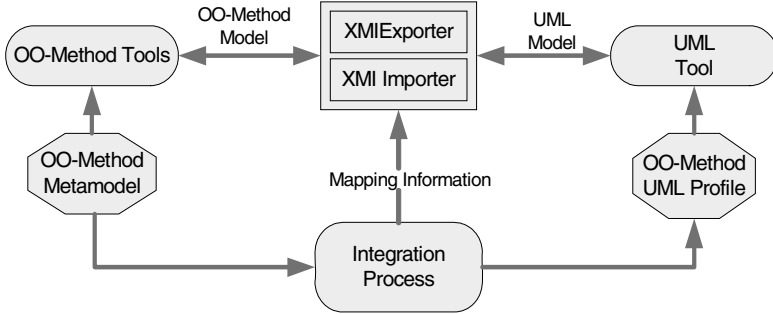 OO-Method
Model
UML
Model
OO-Method Tools
XMIExporter
XMI Importer
UML
Tool
OO-Method
Metamodel
Mapping Information
OO-Method
UML Profile
Integration
Process